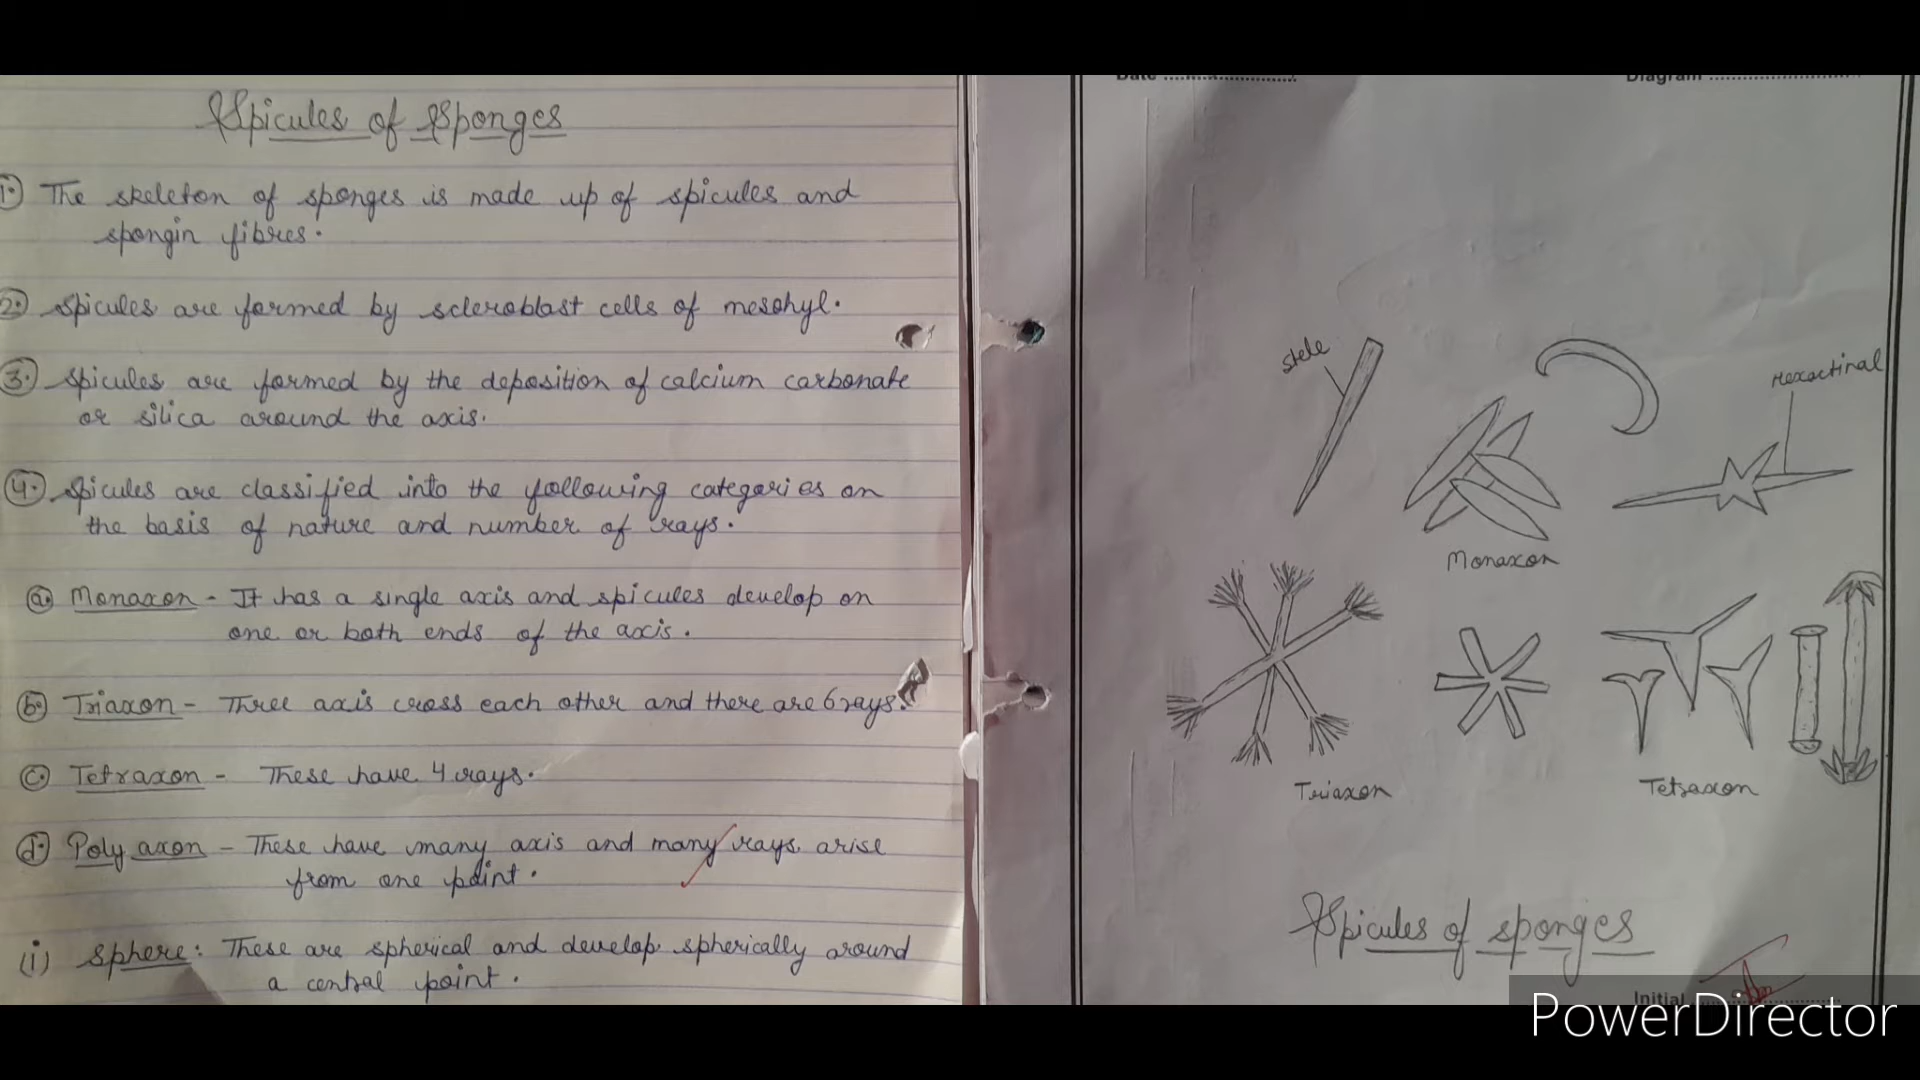 Spicules of Sponges
1. The skeleton of sponges is made up of spicules and
spongin fibres.
2. Spicules are formed by scleroblast cells of mesohyl.
3. Spicules are formed by the deposition of calcium carbonate
or silica around the axis.
4. Spicules are classified into the following categories on
the basis of nature and number of rays.
a. Monaxon - It has a single axis and spicules develop on
one or both ends of the axis.
b. Triaxon - Three axis cross each other and there are 6 rays.
c. Tetraxon - These have 4 rays.
d. Poly axon - These have many axis and many rays arise
from one point.
(i) Sphere: These are spherical and develop spherically around
a central point.
Date
Diagram
Stele
Hexactinal
Monaxon
Triaxon
Tetraxon
Spicules of sponges
Initial
PowerDirector